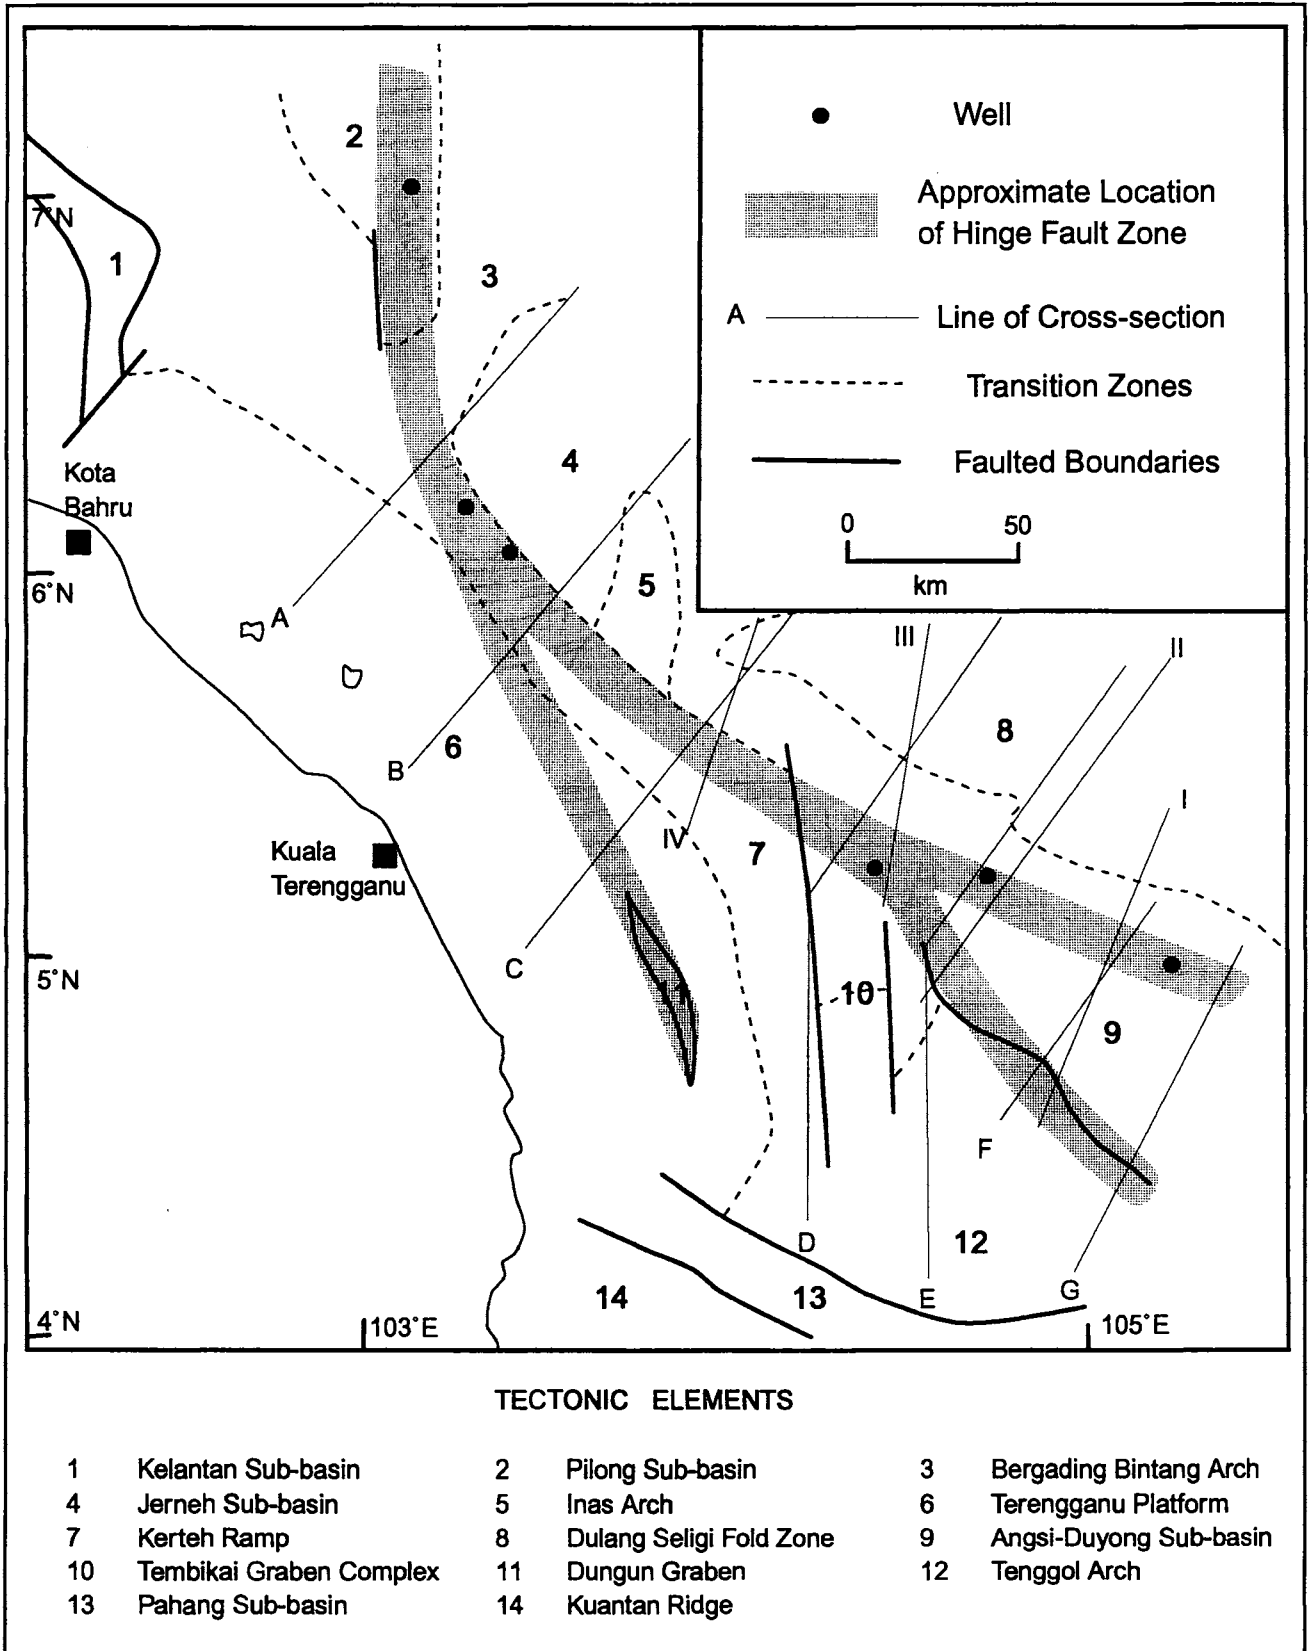 2
Well
Approximate Location
of Hinge Fault Zone
7°N
1
3
A
Line of Cross-section
Transition Zones
4
Faulted Boundaries
Kota
Bahru
0 50
km
6°N
5
A
III
II
8
6
B
I
IV
7
Kuala
Terengganu
C
5°N
10
11
9
F
D
12
G
E
13
14
4°N
103°E
105°E
TECTONIC ELEMENTS
1 Kelantan Sub-basin 2 Pilong Sub-basin 3 Bergading Bintang Arch
4 Jerneh Sub-basin 5 Inas Arch 6 Terengganu Platform
7 Kerteh Ramp 8 Dulang Seligi Fold Zone 9 Angsi-Duyong Sub-basin
10 Tembikai Graben Complex 11 Dungun Graben 12 Tenggol Arch
13 Pahang Sub-basin 14 Kuantan Ridge